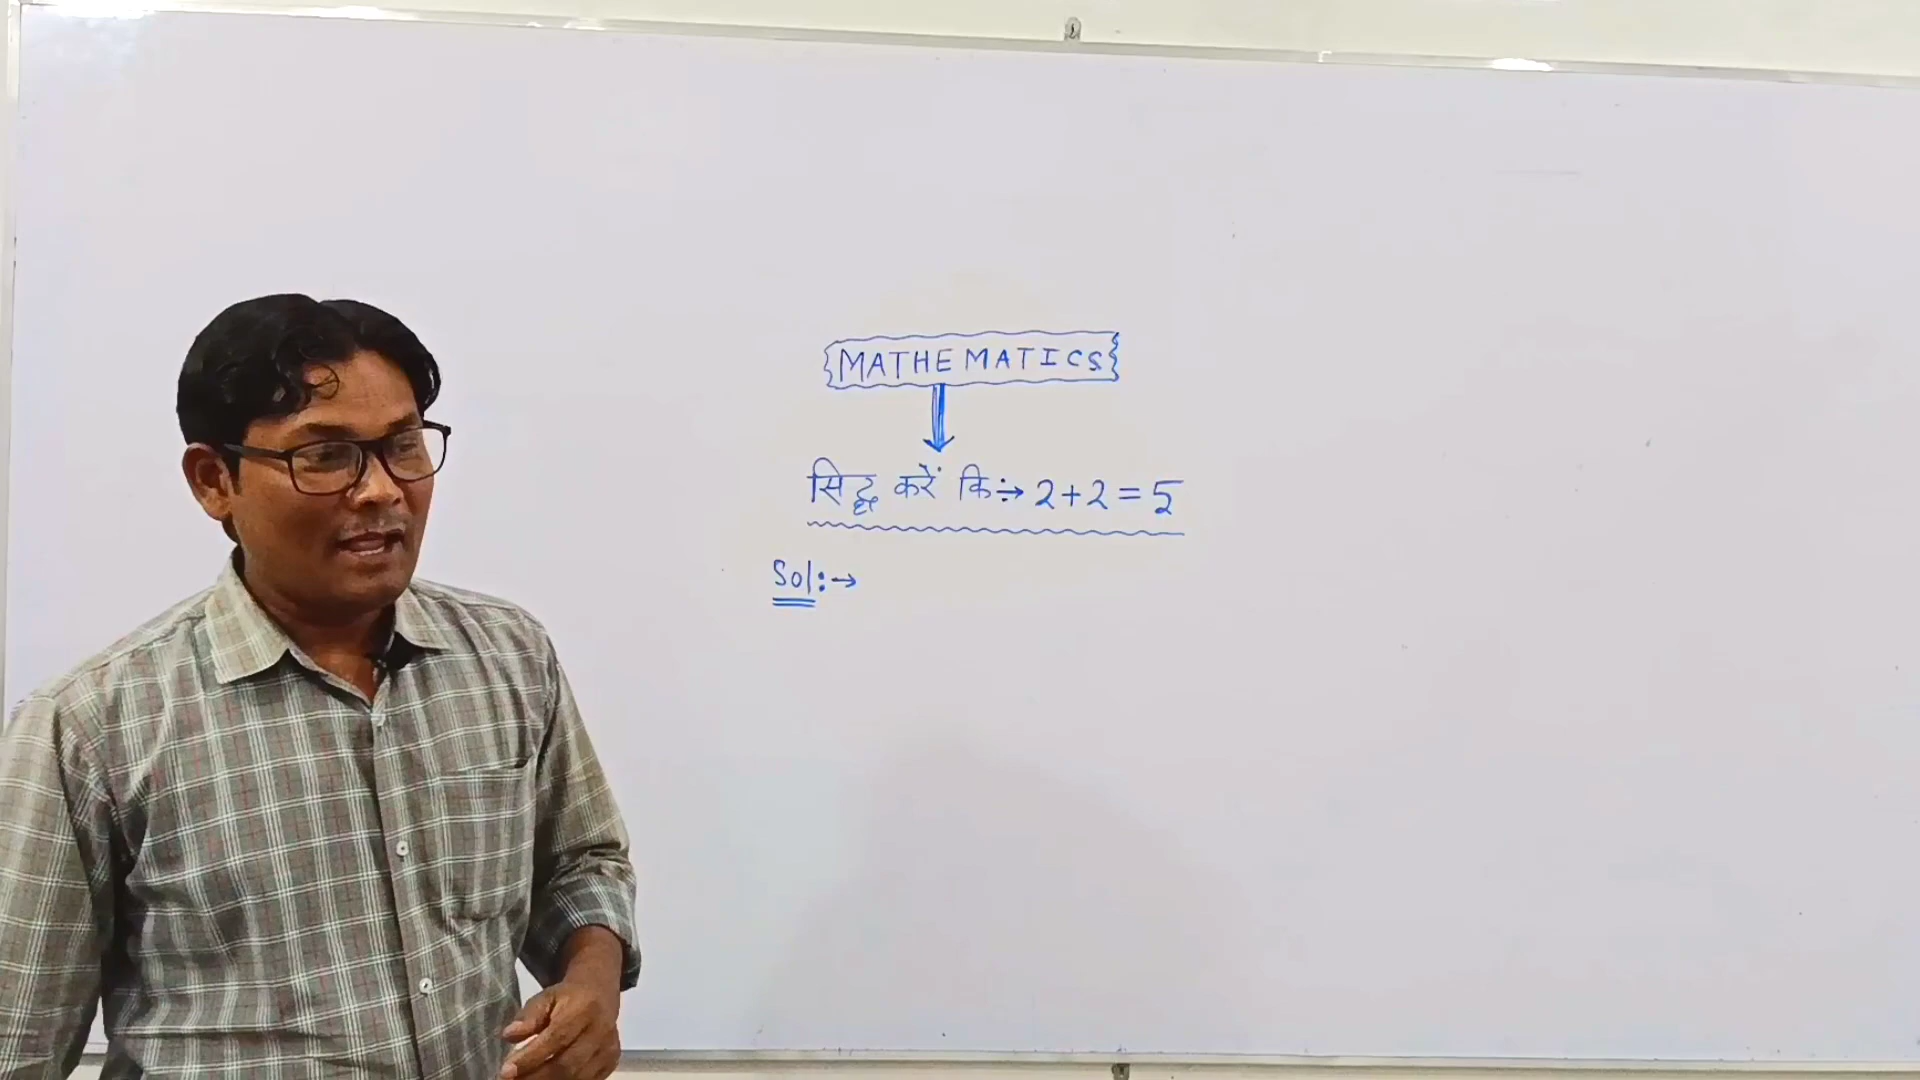 {MATHEMATICS}
सिद्ध करें कि:→ 2+2=5
Sol:→